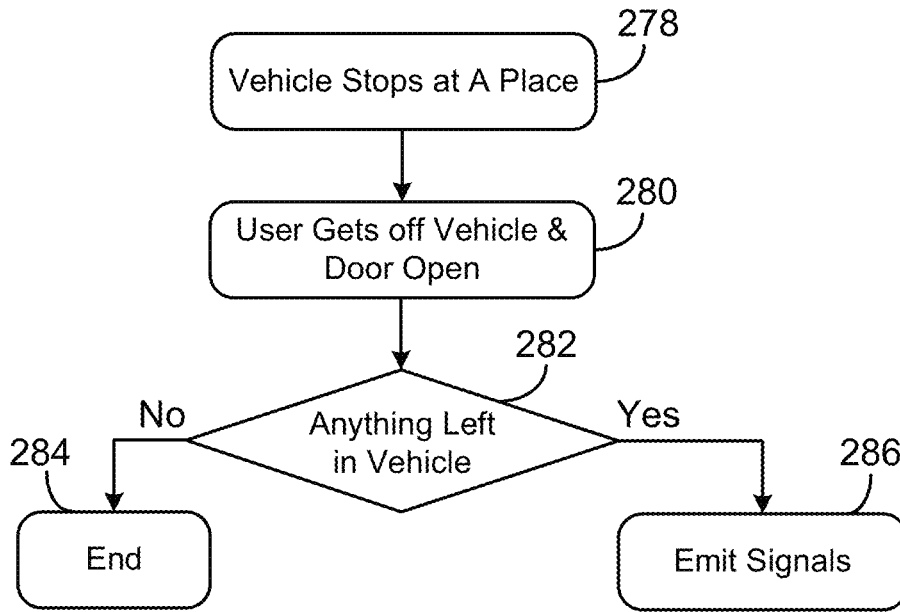 278
Vehicle Stops at A Place
280
User Gets off Vehicle &
Door Open
282
No
Yes
Anything Left
in Vehicle
284
286
End
Emit Signals